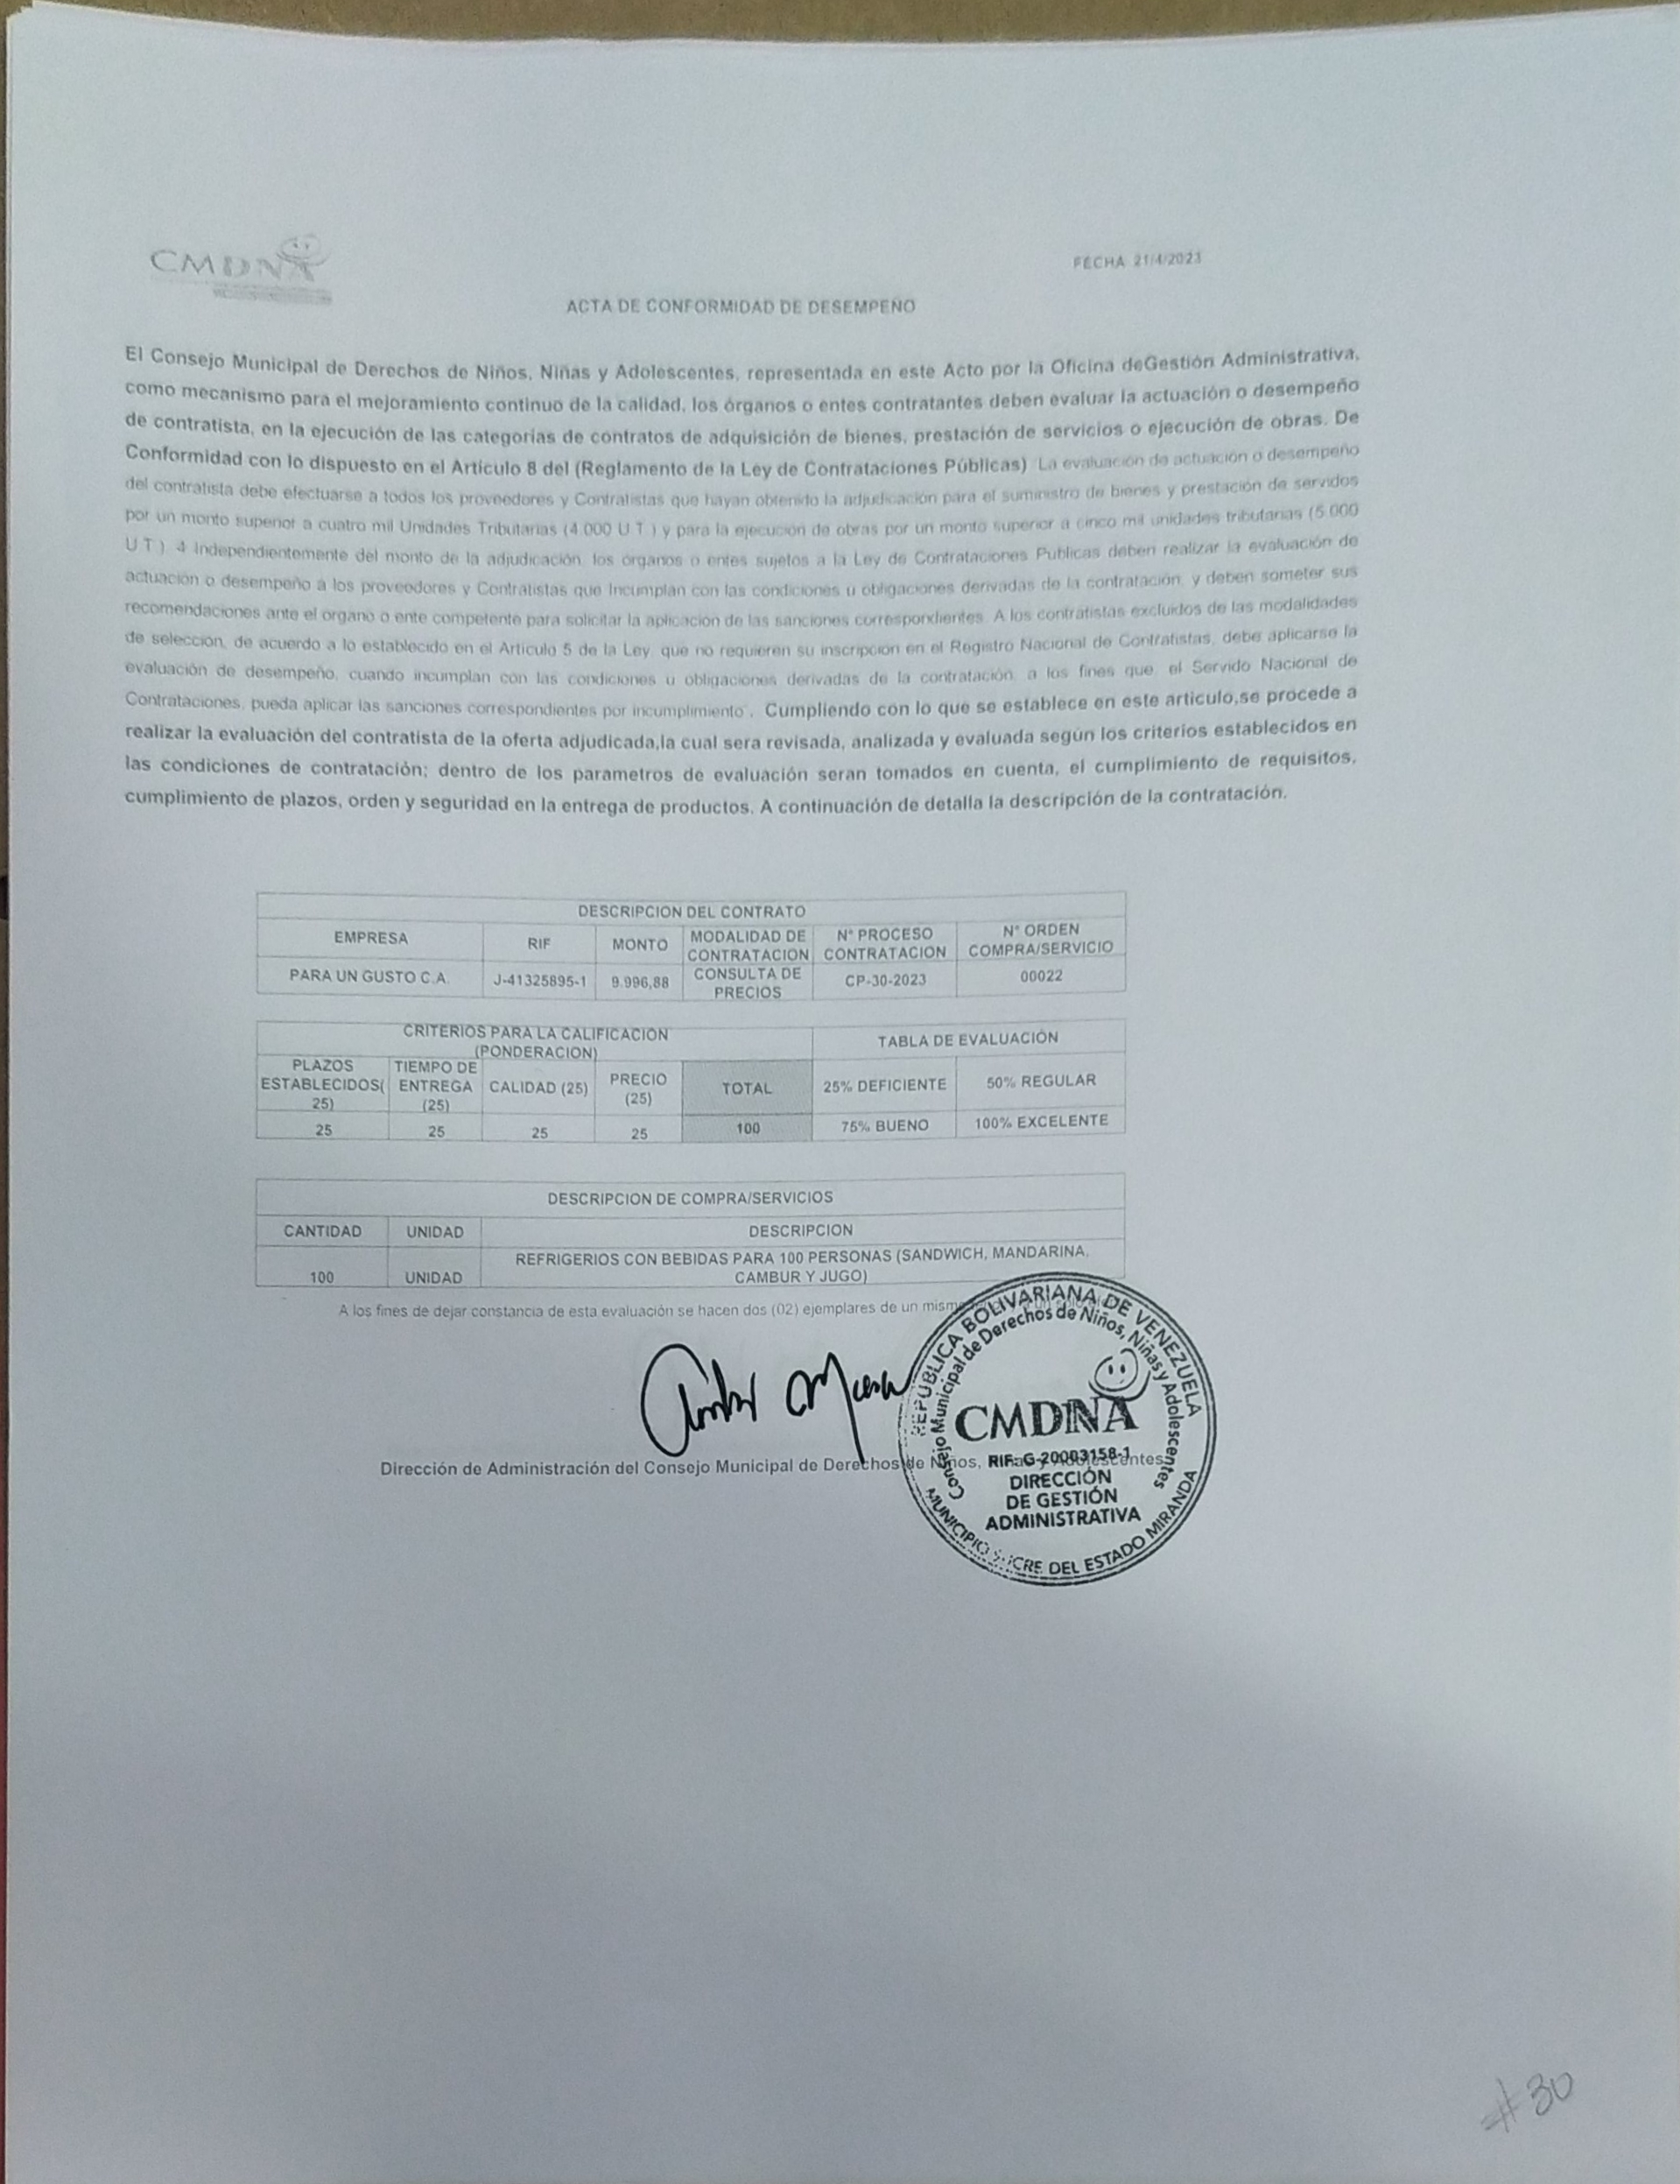 CMDNA
FECHA 21/4/2023
ACTA DE CONFORMIDAD DE DESEMPEÑO
El Consejo Municipal de Derechos de Niños, Niñas y Adolescentes, representada en este Acto por la Oficina deGestión Administrativa,
como mecanismo para el mejoramiento continuo de la calidad, los órganos o entes contratantes deben evaluar la actuación o desempeño
de contratista, en la ejecución de las categorias de contratos de adquisición de bienes, prestación de servicios o ejecución de obras. De
Conformidad con lo dispuesto en el Artículo 8 del (Reglamento de la Ley de Contrataciones Públicas) La evaluación de actuación o desempeño
del contratista debe efectuarse a todos los proveedores y Contratistas que hayan obtenido la adjudicación para el suministro de bienes y prestación de servidos
por un monto superior a cuatro mil Unidades Tributarias (4.000 U.T.) y para la ejecución de obras por un monto superior a cinco mil unidades tributarias (5.000
U.T.). 4 Independientemente del monto de la adjudicación, los órganos o entes sujetos a la Ley de Contrataciones Publicas deben realizar la evaluación de
actuación o desempeño a los proveedores y Contratistas que Incumplan con las condiciones u obligaciones derivadas de la contratación, y deben someter sus
recomendaciones ante el organo o ente competente para solicitar la aplicación de las sanciones correspondientes. A los contratistas excluidos de las modalidades
de selección, de acuerdo a lo establecido en el Articulo 5 de la Ley, que no requieren su inscripción en el Registro Nacional de Contratistas, debe aplicarse la
evaluación de desempeño, cuando incumplan con las condiciones u obligaciones derivadas de la contratación, a los fines que, el Servido Nacional de
Contrataciones, pueda aplicar las sanciones correspondientes por incumplimiento. Cumpliendo con lo que se establece en este articulo,se procede a
realizar la evaluación del contratista de la oferta adjudicada,la cual sera revisada, analizada y evaluada según los criterios establecidos en
las condiciones de contratación; dentro de los parametros de evaluación seran tomados en cuenta, el cumplimiento de requisitos,
cumplimiento de plazos, orden y seguridad en la entrega de productos. A continuación de detalla la descripción de la contratación.
DESCRIPCION DEL CONTRATO
EMPRESA RIF MONTO MODALIDAD DE CONTRATACION N° PROCESO CONTRATACION N° ORDEN COMPRA/SERVICIO
PARA UN GUSTO C.A. J-41325895-1 9.996,88 CONSULTA DE PRECIOS CP-30-2023 00022
CRITERIOS PARA LA CALIFICACION (PONDERACION) TABLA DE EVALUACIÓN
PLAZOS ESTABLECIDOS( 25) TIEMPO DE ENTREGA (25) CALIDAD (25) PRECIO (25) TOTAL 25% DEFICIENTE 50% REGULAR
25 25 25 25 100 75% BUENO 100% EXCELENTE
DESCRIPCION DE COMPRA/SERVICIOS
CANTIDAD UNIDAD DESCRIPCION
100 UNIDAD REFRIGERIOS CON BEBIDAS PARA 100 PERSONAS (SANDWICH, MANDARINA, CAMBUR Y JUGO)
A los fines de dejar constancia de esta evaluación se hacen dos (02) ejemplares de un
Dirección de Administración del Consejo Municipal de Derechos de Niños,
REPÚBLICA BOLIVARIANA DE VENEZUELA
Consejo Municipal de Derechos de Niños, Niñas y Adolescentes
CMDNA
RIF: G-20003158-1
DIRECCIÓN
DE GESTIÓN
ADMINISTRATIVA
MUNICIPIO SUCRE DEL ESTADO MIRANDA
#30